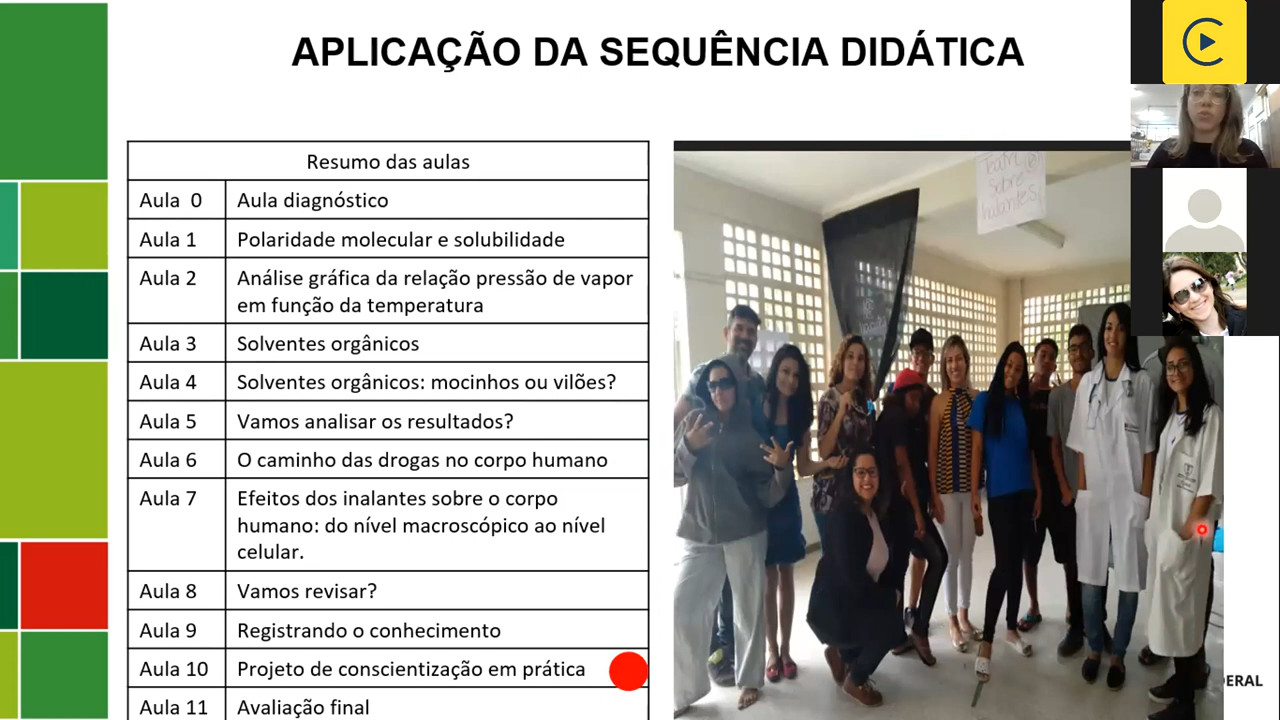 APLICAÇÃO DA SEQUÊNCIA DIDÁTICA
Resumo das aulas
Aula 0 Aula diagnóstico
Aula 1 Polaridade molecular e solubilidade
Aula 2 Análise gráfica da relação pressão de vapor
em função da temperatura
Aula 3 Solventes orgânicos
Aula 4 Solventes orgânicos: mocinhos ou vilões?
Aula 5 Vamos analisar os resultados?
Aula 6 O caminho das drogas no corpo humano
Aula 7 Efeitos dos inalantes sobre o corpo
humano: do nível macroscópico ao nível
celular.
Aula 8 Vamos revisar?
Aula 9 Registrando o conhecimento
Aula 10 Projeto de conscientização em prática
Aula 11 Avaliação final
Teatro
Sobre
Inalantes
DERAL